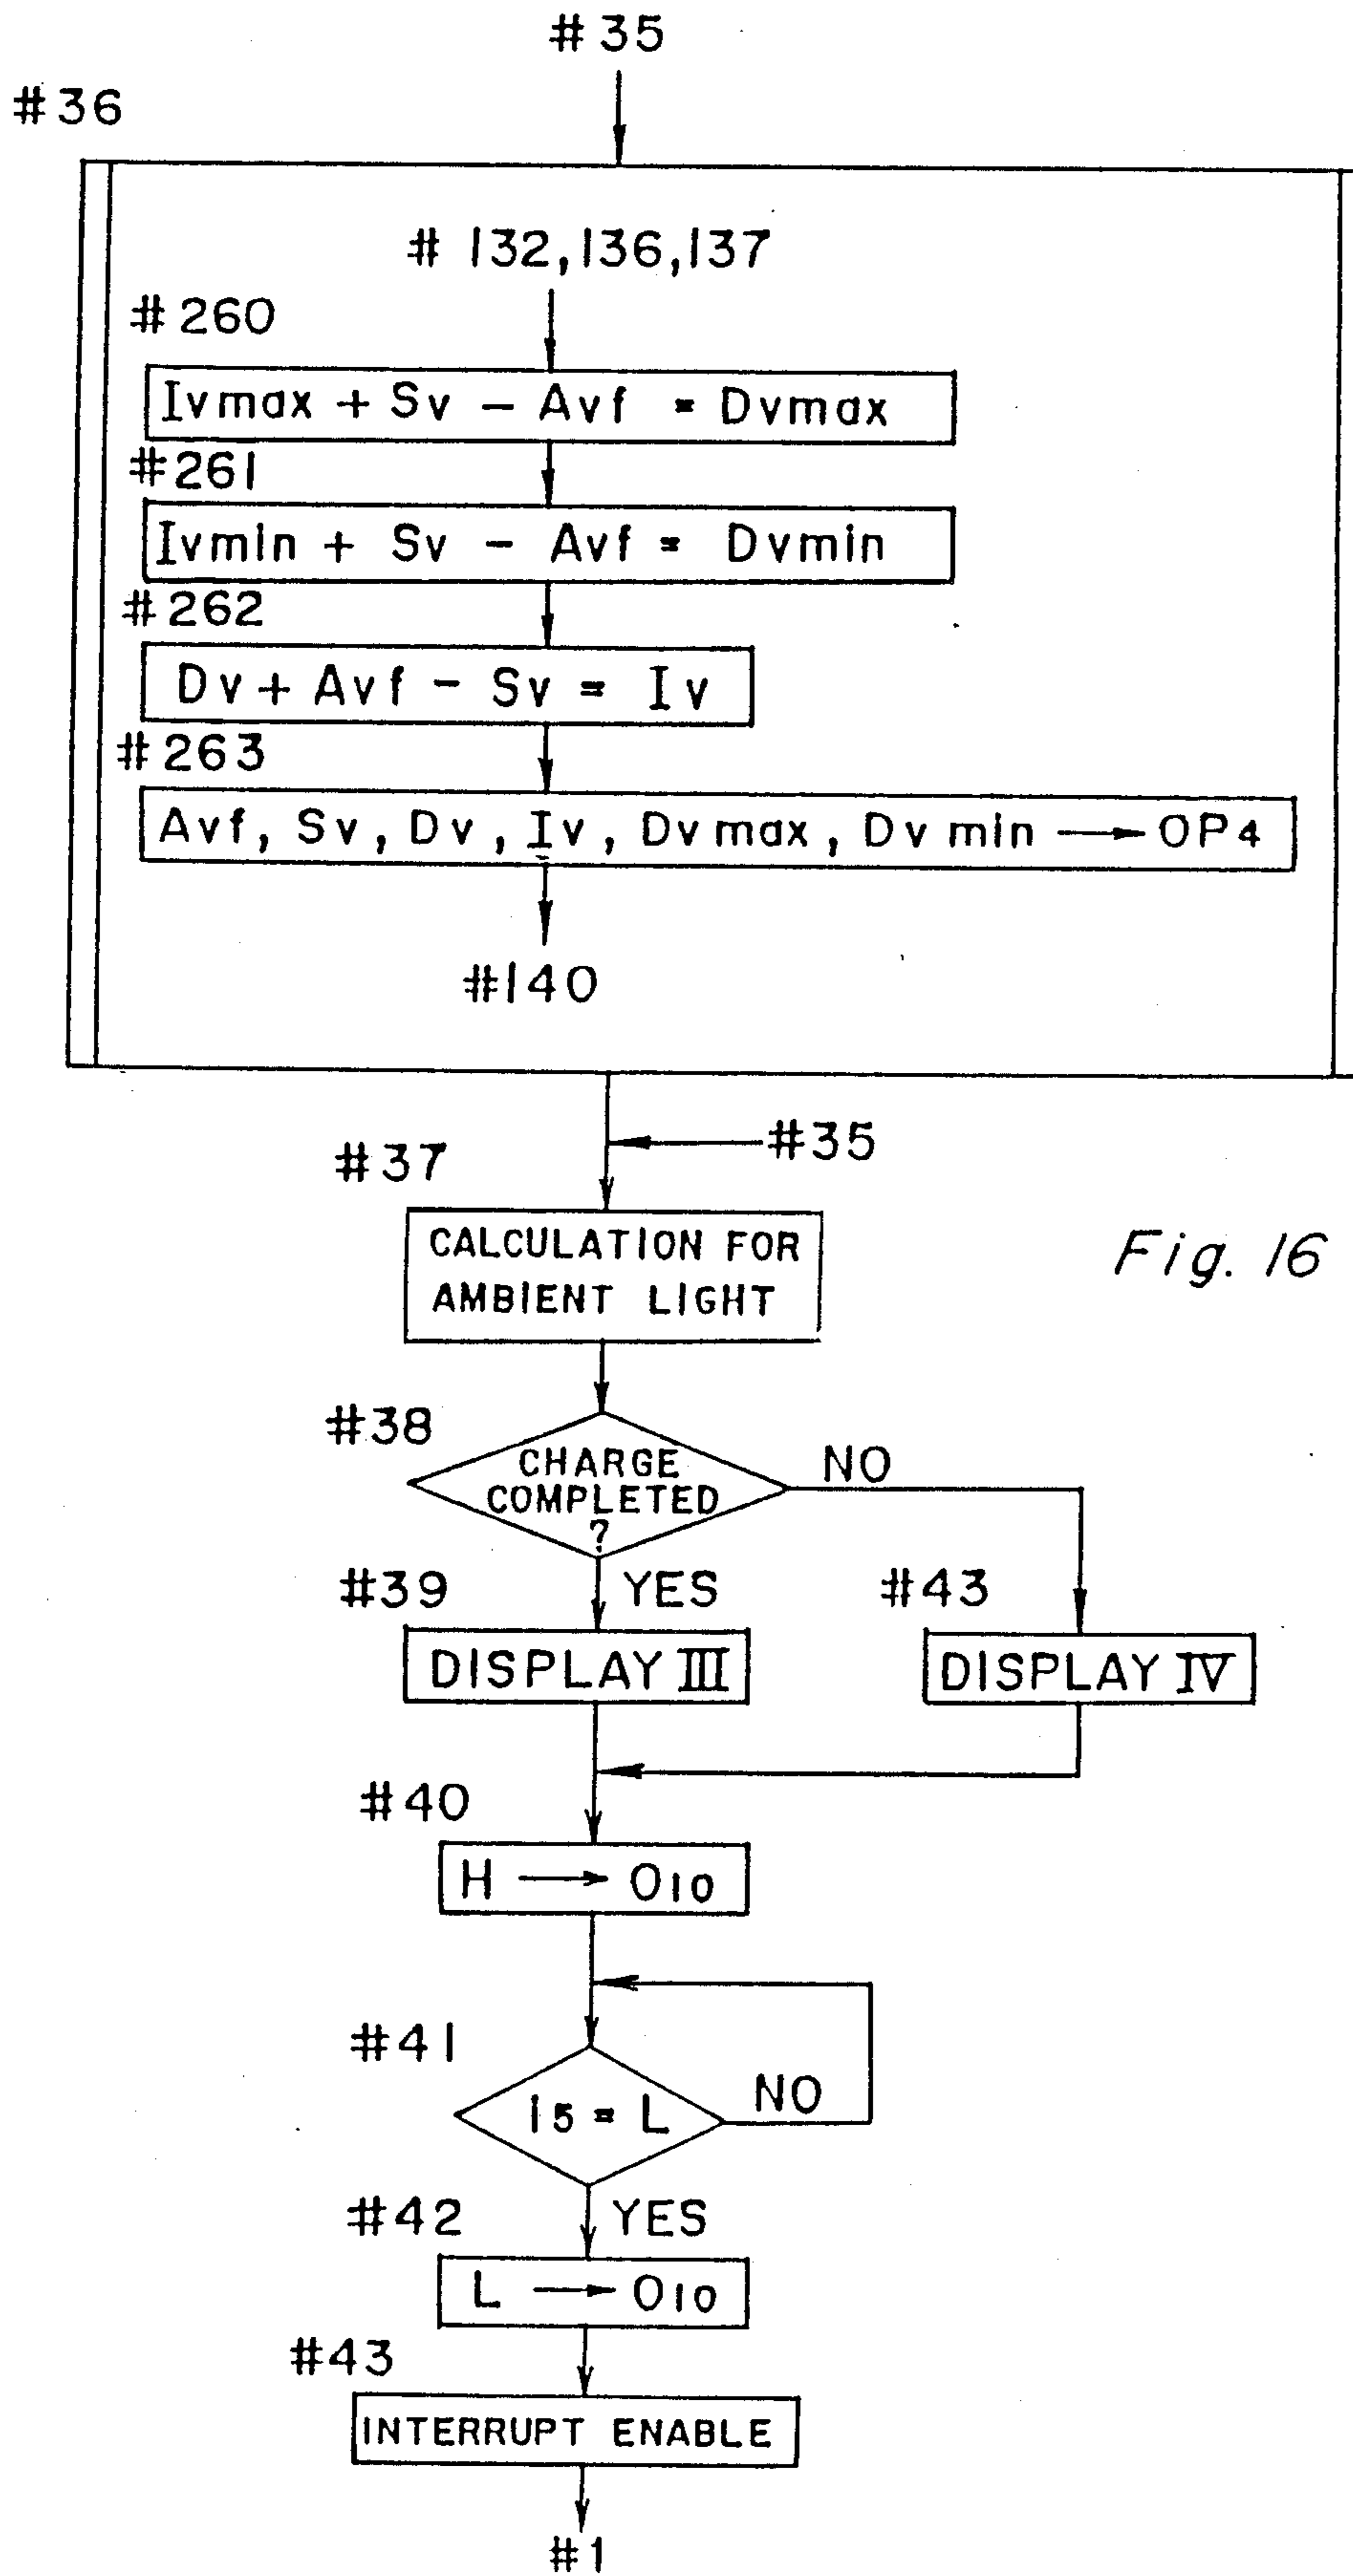 #35
#36
# 132,136,137
#260
Ivmax + Sv - Avf = Dvmax
#261
Ivmin + Sv - Avf = Dvmin
#262
Dv + Avf - Sv = Iv
#263
Avf, Sv, Dv, Iv, Dvmax, Dvmin → OP4
#140
#35
#37
CALCULATION FOR
AMBIENT LIGHT
Fig. 16
#38
CHARGE
COMPLETED
?
NO
#39
YES
#43
DISPLAY III
DISPLAY IV
#40
H → O10
#41
i5 = L
NO
#42
YES
L → O10
#43
INTERRUPT ENABLE
#1